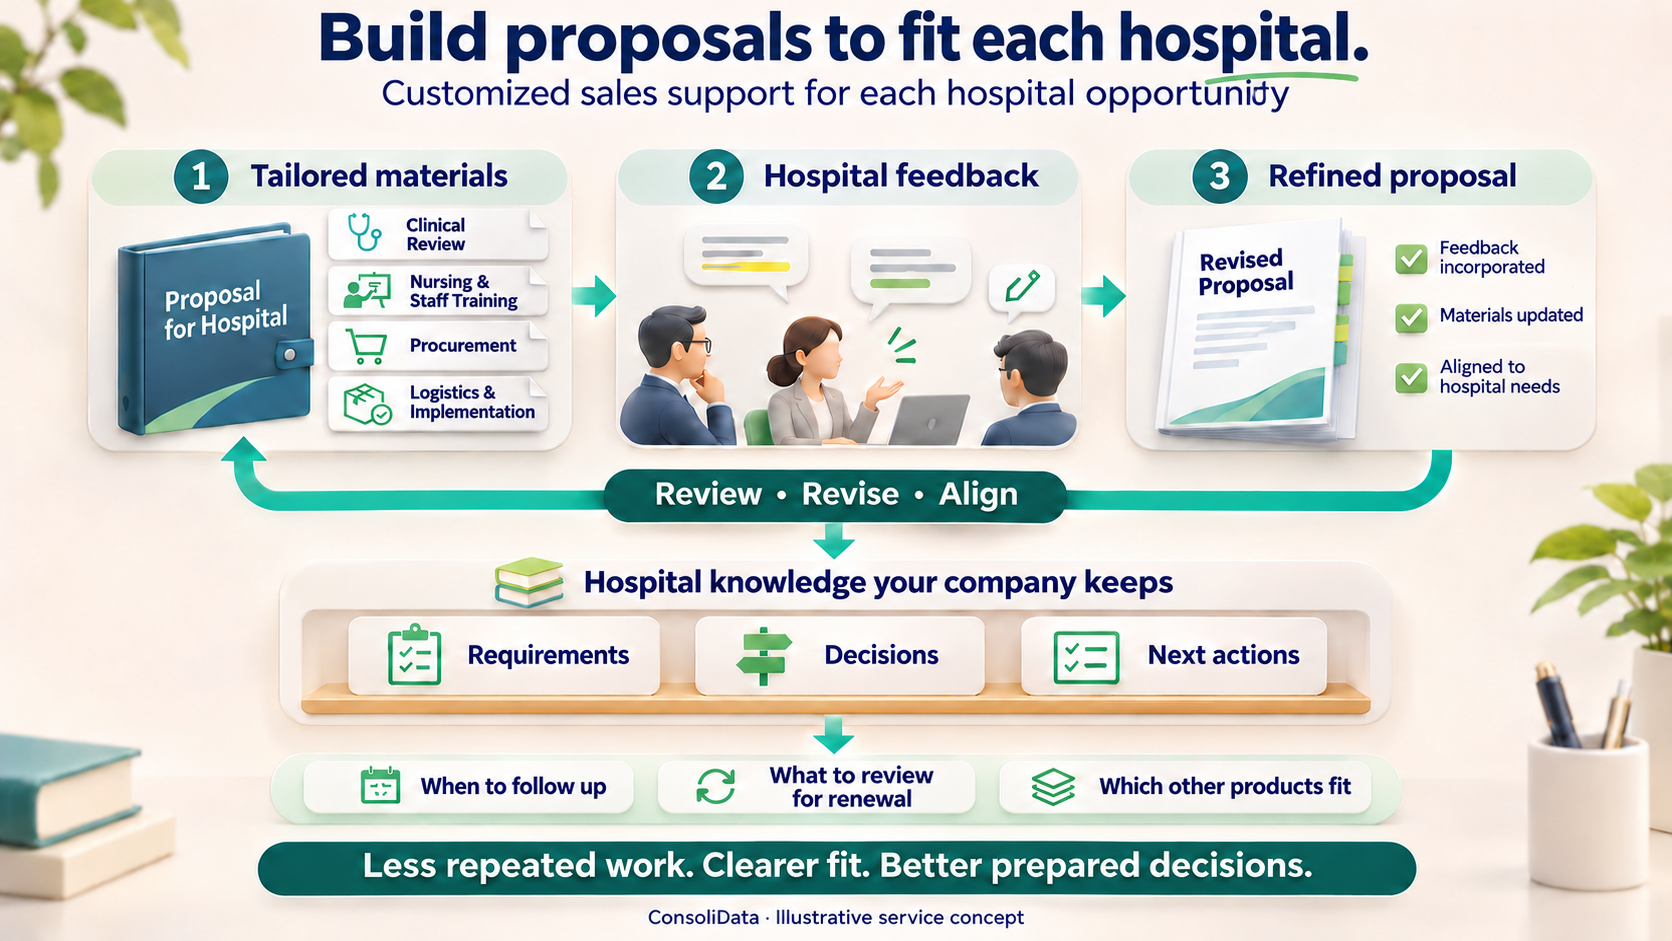 Build proposals to fit each hospital.
Customized sales support for each hospital opportunity
1 Tailored materials
Proposal
for Hospital
Clinical
Review
Nursing &
Staff Training
Procurement
Logistics &
Implementation
2 Hospital feedback
3 Refined proposal
Revised
Proposal
Feedback
incorporated
Materials updated
Aligned to
hospital needs
Review • Revise • Align
Hospital knowledge your company keeps
Requirements
Decisions
Next actions
When to follow up
What to review
for renewal
Which other products fit
Less repeated work. Clearer fit. Better prepared decisions.
ConsoliData · Illustrative service concept